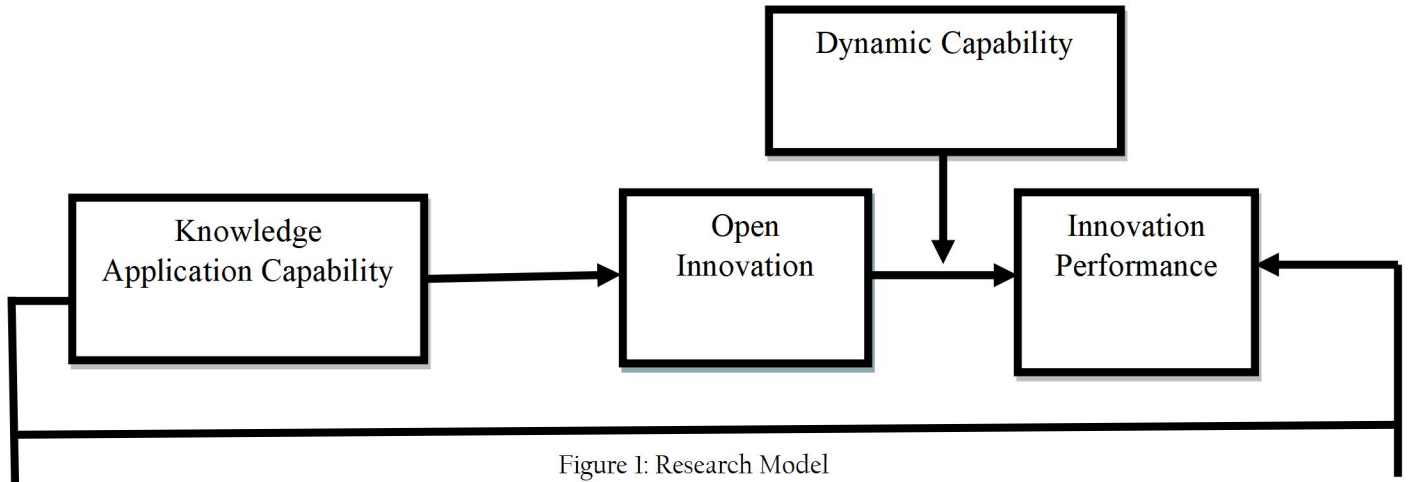 Dynamic Capability
Knowledge
Application Capability
Open
Innovation
Innovation
Performance
Figure 1: Research Model